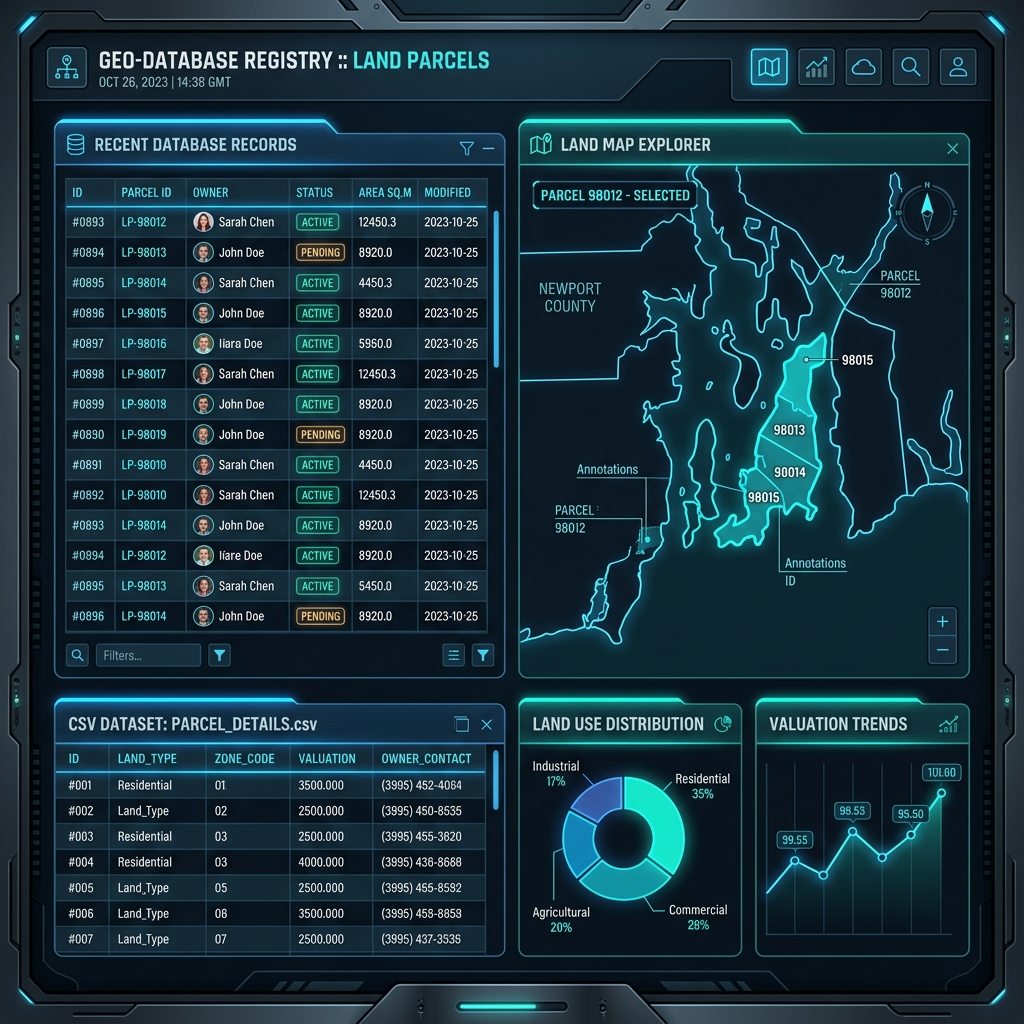 GEO-DATABASE REGISTRY :: LAND PARCELS
OCT 26, 2023 | 14:38 GMT
RECENT DATABASE RECORDS
ID PARCEL ID OWNER STATUS AREA SQ.M MODIFIED
#0893 LP-98012 Sarah Chen ACTIVE 12450.3 2023-10-25
#0894 LP-98013 John Doe PENDING 8920.0 2023-10-25
#0895 LP-98014 Sarah Chen ACTIVE 4450.3 2023-10-25
#0896 LP-98015 John Doe ACTIVE 8920.0 2023-10-25
#0897 LP-98016 Doe ACTIVE 5960.0 2023-10-25
#0898 LP-98017 Sarah Chen ACTIVE 12450.3 2023-10-25
#0899 LP-98018 John Doe ACTIVE 8920.0 2023-10-25
#0890 LP-98019 John Doe PENDING 8920.0 2023-10-25
#0891 LP-98010 Sarah Chen ACTIVE 4450.0 2023-10-25
#0892 LP-98010 Sarah Chen ACTIVE 12450.3 2023-10-25
#0893 LP-98014 John Doe ACTIVE 8920.0 2023-10-25
#0894 LP-98012 Doe ACTIVE 8920.0 2023-10-25
#0895 LP-98013 Sarah Chen ACTIVE 5450.0 2023-10-25
#0896 LP-98014 John Doe PENDING 8920.0 2023-10-25
Filters...
LAND MAP EXPLORER
PARCEL 98012 - SELECTED
N
S
NEWPORT
COUNTY
PARCEL
98012
98015
98013
90014
98015
Annotations
PARCEL :
98012
Annotations
ID
+
−
CSV DATASET: PARCEL_DETAILS.csv
ID LAND_TYPE ZONE_CODE VALUATION OWNER_CONTACT
#001 Residential 01 3500.000 (3995) 452-4064
#002 Land_Type 02 2500.000 (3995) 450-8535
#003 Residential 03 2500.000 (3995) 455-3620
#004 Residential 03 4000.000 (3995) 436-8668
#005 Land_Type 05 2500.000 (3995) 455-8582
#006 Land_Type 06 3500.000 (3995) 458-8858
#007 Land_Type 07 2500.000 (3995) 437-3536
LAND USE DISTRIBUTION
Industrial
17%
Residential
35%
Agricultural
20%
Commercial
28%
VALUATION TRENDS
99.55
98.53
95.50